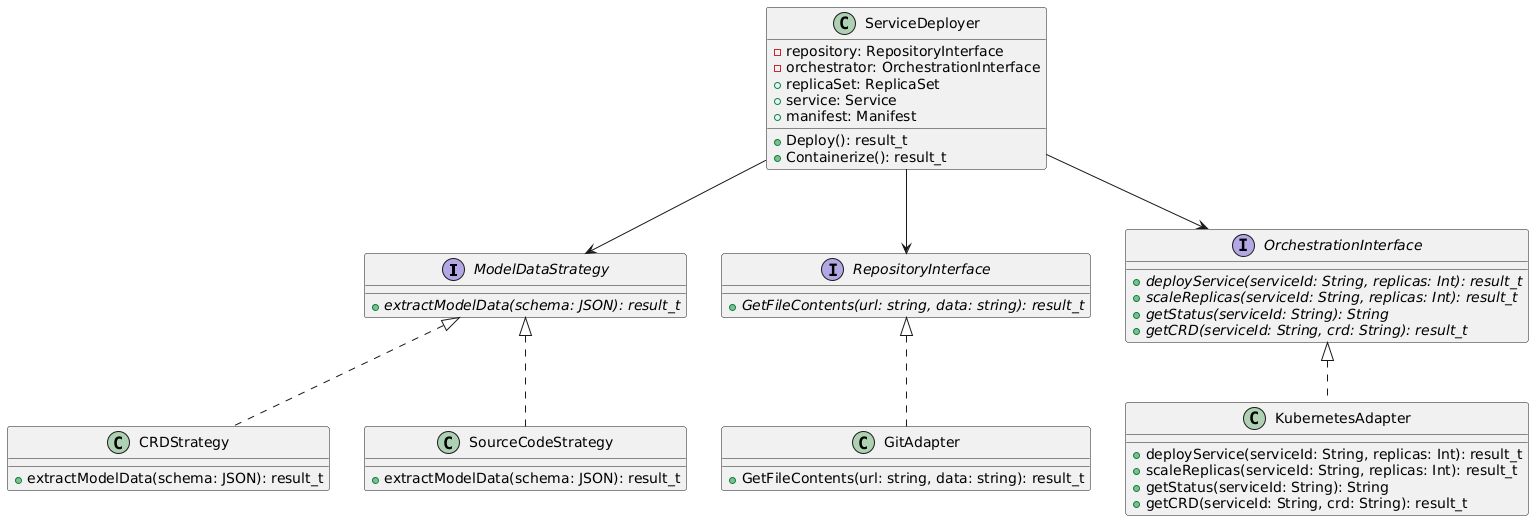 C ServiceDeployer
repository: RepositoryInterface
orchestrator: OrchestrationInterface
replicaSet: ReplicaSet
service: Service
manifest: Manifest
Deploy(): result_t
Containerize(): result_t
I ModelDataStrategy
extractModelData(schema: JSON): result_t
I RepositoryInterface
GetFileContents(url: string, data: string): result_t
I OrchestrationInterface
deployService(serviceId: String, replicas: Int): result_t
scaleReplicas(serviceId: String, replicas: Int): result_t
getStatus(serviceId: String): String
getCRD(serviceId: String, crd: String): result_t
C CRDStrategy
extractModelData(schema: JSON): result_t
C SourceCodeStrategy
extractModelData(schema: JSON): result_t
C GitAdapter
GetFileContents(url: string, data: string): result_t
C KubernetesAdapter
deployService(serviceId: String, replicas: Int): result_t
scaleReplicas(serviceId: String, replicas: Int): result_t
getStatus(serviceId: String): String
getCRD(serviceId: String, crd: String): result_t